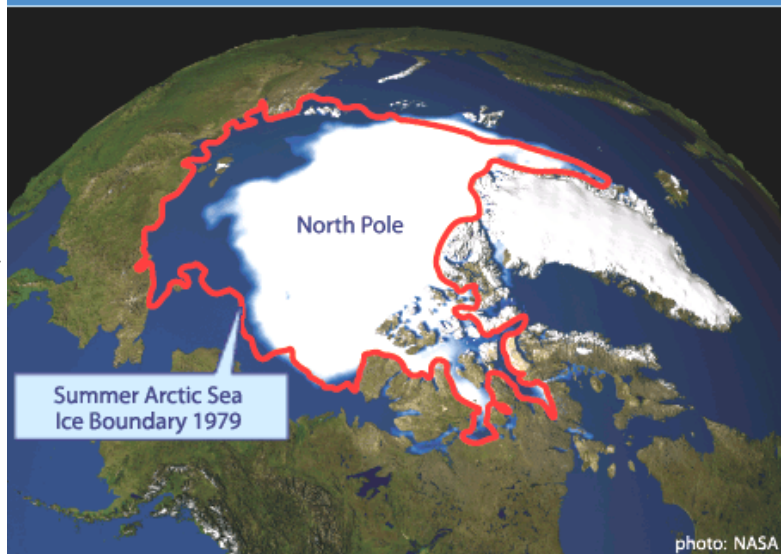 North Pole
Summer Arctic Sea
Ice Boundary 1979
photo: NASA